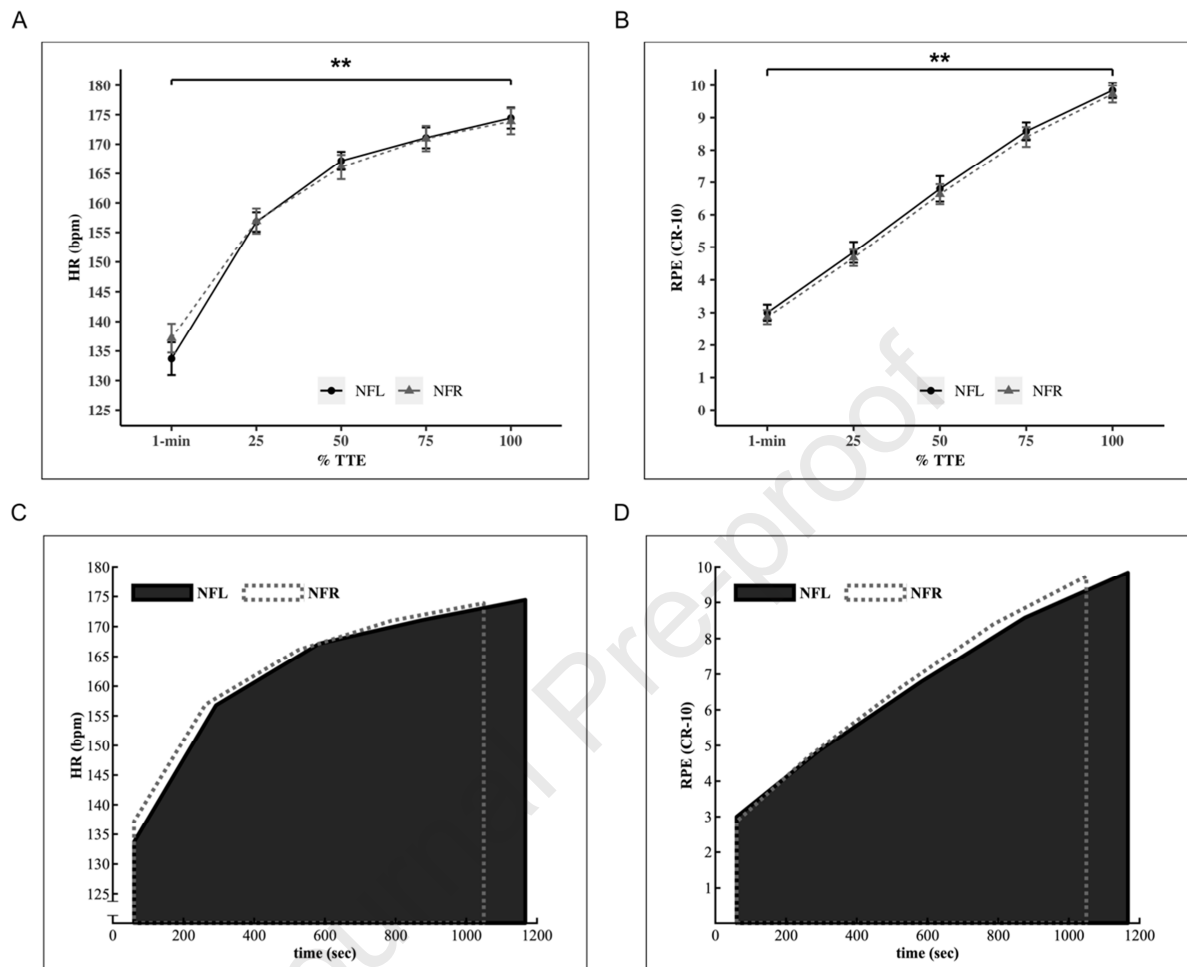 A
**
180
175
170
165
160
155
150
145
140
135
130
125
HR (bpm)
NFL NFR
1-min 25 50 75 100
% TTE
B
**
10
9
8
7
6
5
4
3
2
1
0
RPE (CR-10)
NFL NFR
1-min 25 50 75 100
% TTE
C
180
175
170
165
160
155
150
145
140
135
130
125
HR (bpm)
NFL NFR
0 200 400 600 800 1000 1200
time (sec)
D
10
9
8
7
6
5
4
3
2
1
RPE (CR-10)
NFL NFR
0 200 400 600 800 1000 1200
time (sec)
Journal Pre-proof